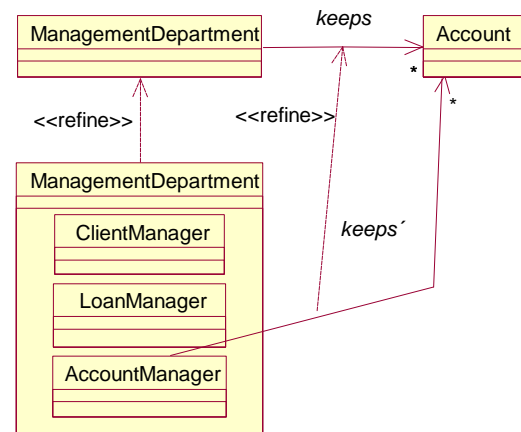 keeps
ManagementDepartment
Account
*
*
<<refine>>
<<refine>>
ManagementDepartment
ClientManager
keeps´
LoanManager
AccountManager